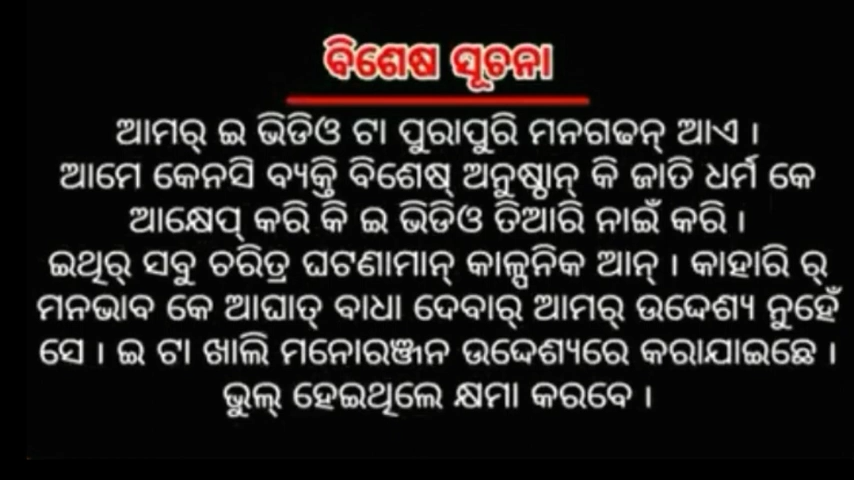 ବିଶେଷ ସୂଚନା
ଆମର୍ ଇ ଭିଡିଓ ଟା ପୁରାପୁରି ମନଗଢନ୍ ଆଏ ।
ଆମେ କେନସି ବ୍ୟକ୍ତି ବିଶେଷ୍ ଅନୁଷ୍ଠାନ୍ କି ଜାତି ଧର୍ମ କେ
ଆକ୍ଷେପ୍ କରି କି ଇ ଭିଡିଓ ତିଆରି ନାଇଁ କରି ।
ଇଥିର୍ ସବୁ ଚରିତ୍ର ଘଟଣାମାନ୍ କାଳ୍ପନିକ ଆନ୍ । କାହାରି ର୍
ମନଭାବ କେ ଆଘାତ୍ ବାଧା ଦେବାର୍ ଆମର୍ ଉଦ୍ଦେଶ୍ୟ ନୁହେଁ
ସେ । ଇ ଟା ଖାଲି ମନୋରଞ୍ଜନ ଉଦ୍ଦେଶ୍ୟରେ କରାଯାଇଛେ ।
ଭୁଲ୍ ହେଇଥିଲେ କ୍ଷମା କରବେ ।